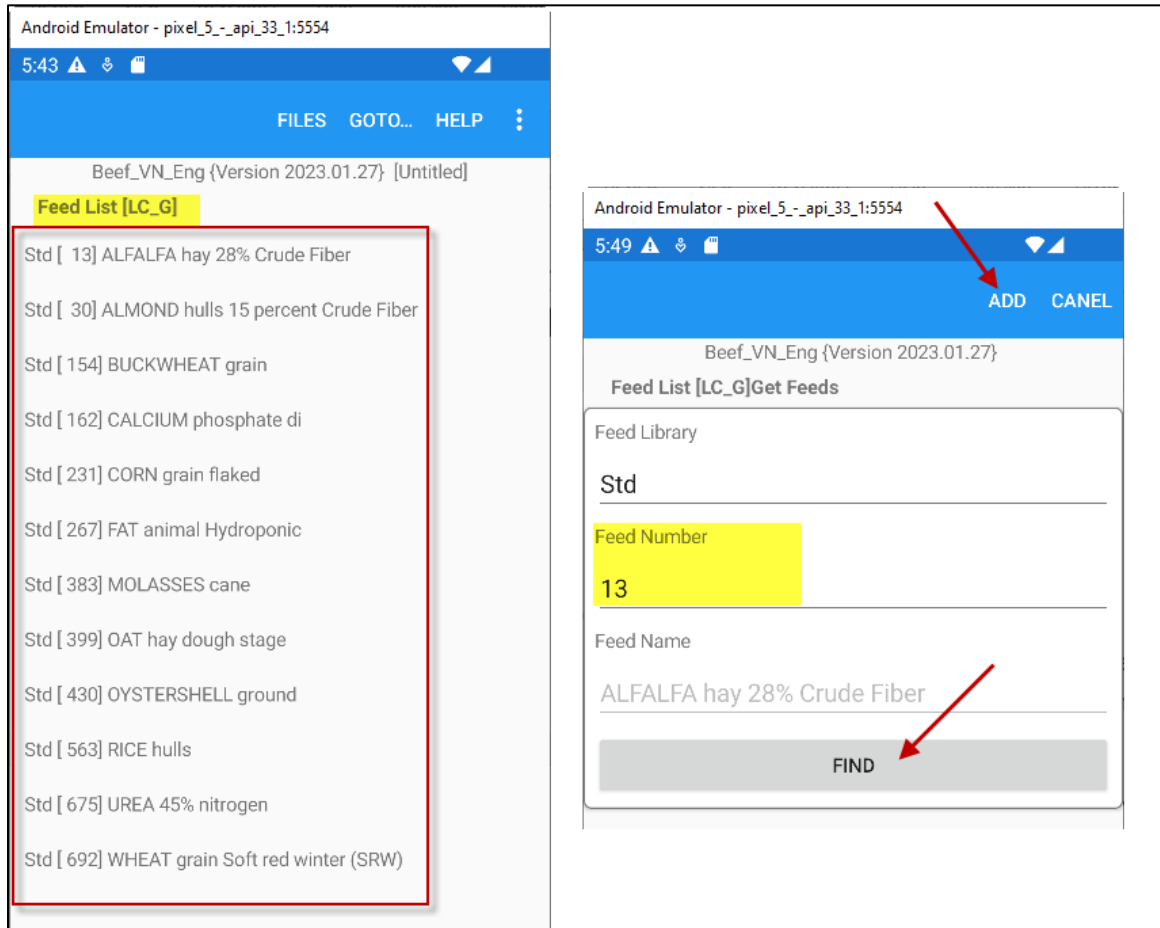 Android Emulator - pixel_5_-_api_33_1:5554
5:43
FILES GOTO... HELP
Beef_VN_Eng {Version 2023.01.27} [Untitled]
Feed List [LC_G]
Std [ 13] ALFALFA hay 28% Crude Fiber
Std [ 30] ALMOND hulls 15 percent Crude Fiber
Std [ 154] BUCKWHEAT grain
Std [ 162] CALCIUM phosphate di
Std [ 231] CORN grain flaked
Std [ 267] FAT animal Hydroponic
Std [ 383] MOLASSES cane
Std [ 399] OAT hay dough stage
Std [ 430] OYSTERSHELL ground
Std [ 563] RICE hulls
Std [ 675] UREA 45% nitrogen
Std [ 692] WHEAT grain Soft red winter (SRW)
Android Emulator - pixel_5_-_api_33_1:5554
5:49
ADD CANEL
Beef_VN_Eng {Version 2023.01.27}
Feed List [LC_G]Get Feeds
Feed Library
Std
Feed Number
13
Feed Name
ALFALFA hay 28% Crude Fiber
FIND